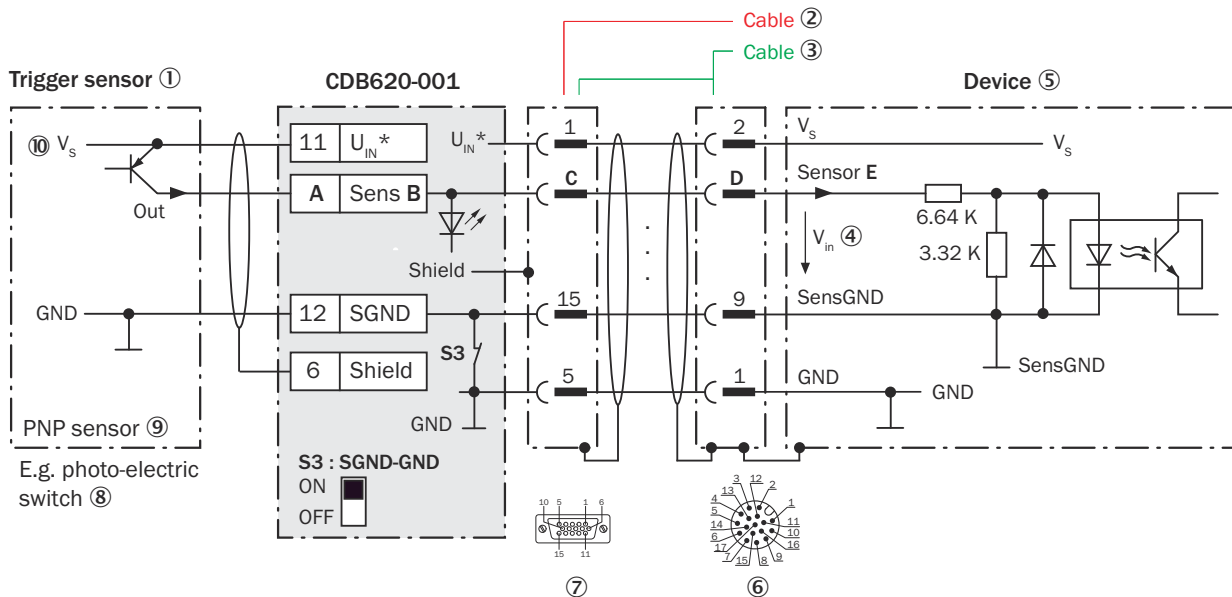 Cable ②
Cable ③
Trigger sensor ①
CDB620-001
Device ⑤
⑩ VS
11 UIN*
UIN*
1
2
VS
VS
Out
A Sens B
C
D
Sensor E
6.64 K
3.32 K
Vin ④
Shield
GND
12 SGND
15
9
SensGND
SensGND
S3
6 Shield
5
1
GND
GND
GND
PNP sensor ⑨
E.g. photo-electric
switch ⑧
S3 : SGND-GND
ON
OFF
10 5 1 6
15 11
⑦
3 12 2
13
4 1
5 11
14 10
6 16
17
7 15 8 9
⑥